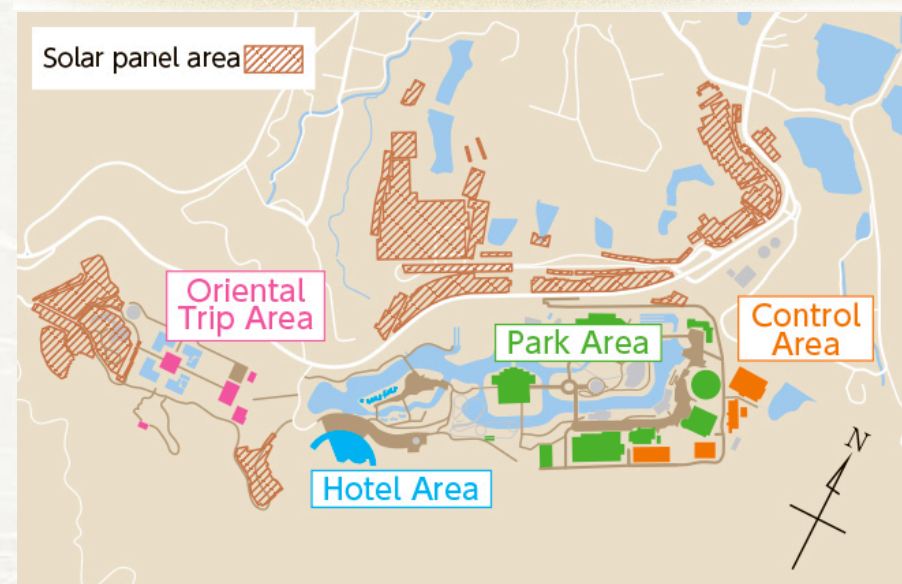 Solar panel area
Oriental
Trip Area
Park Area
Control
Area
Hotel Area
N